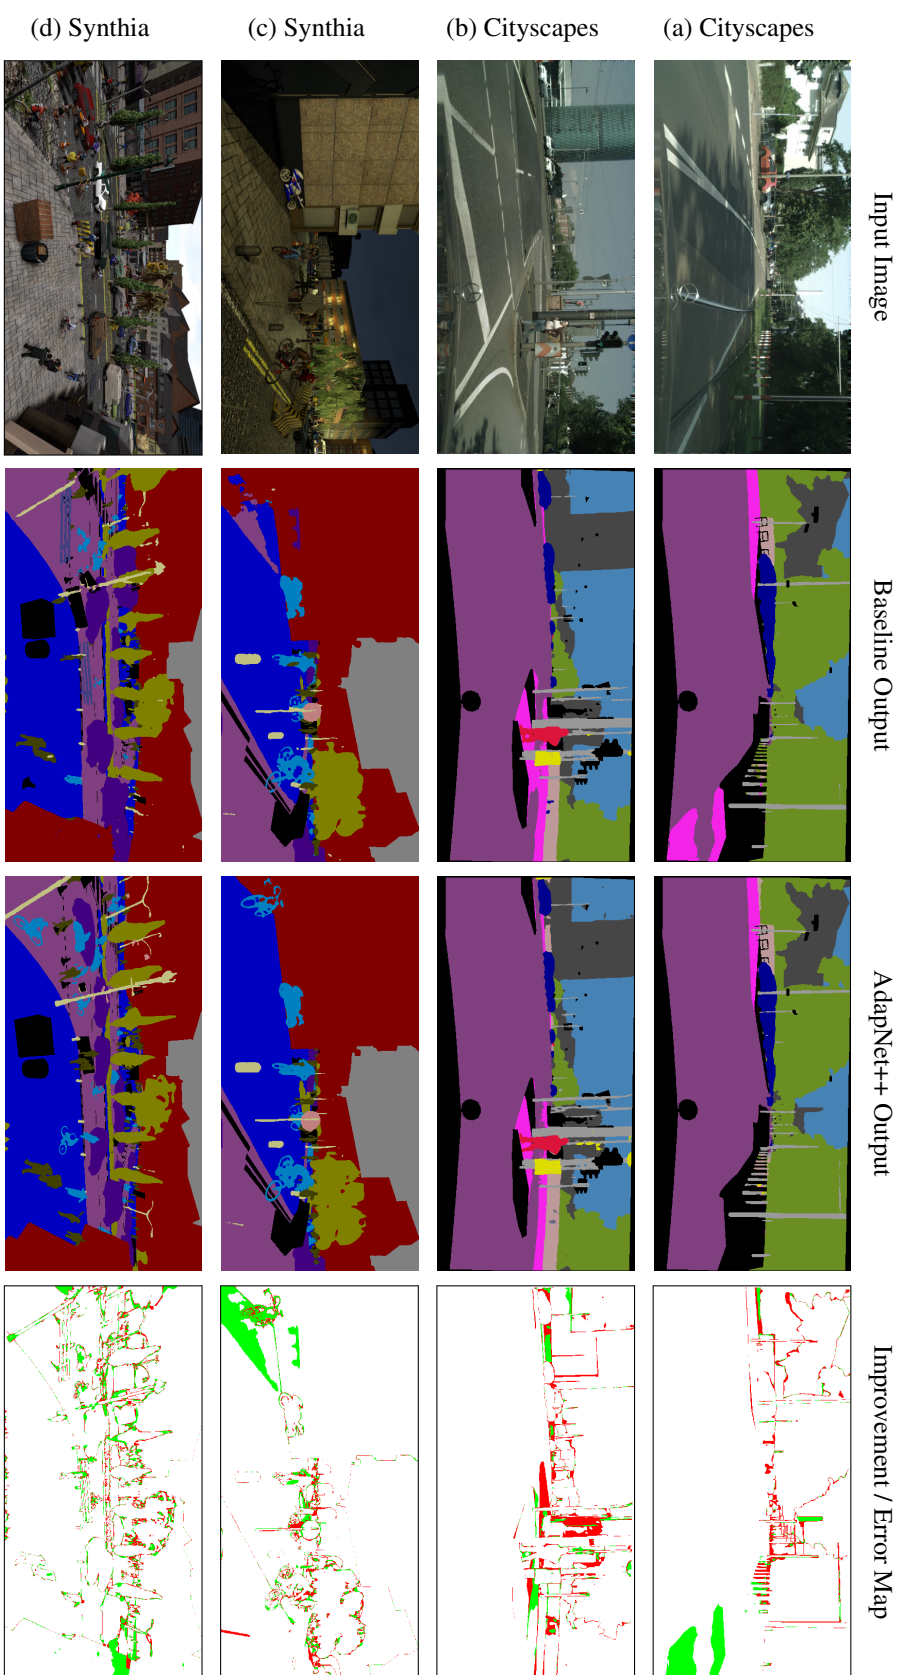 Input Image
Baseline Output
AdapNet++ Output
Improvement / Error Map
(a) Cityscapes
(b) Cityscapes
(c) Synthia
(d) Synthia